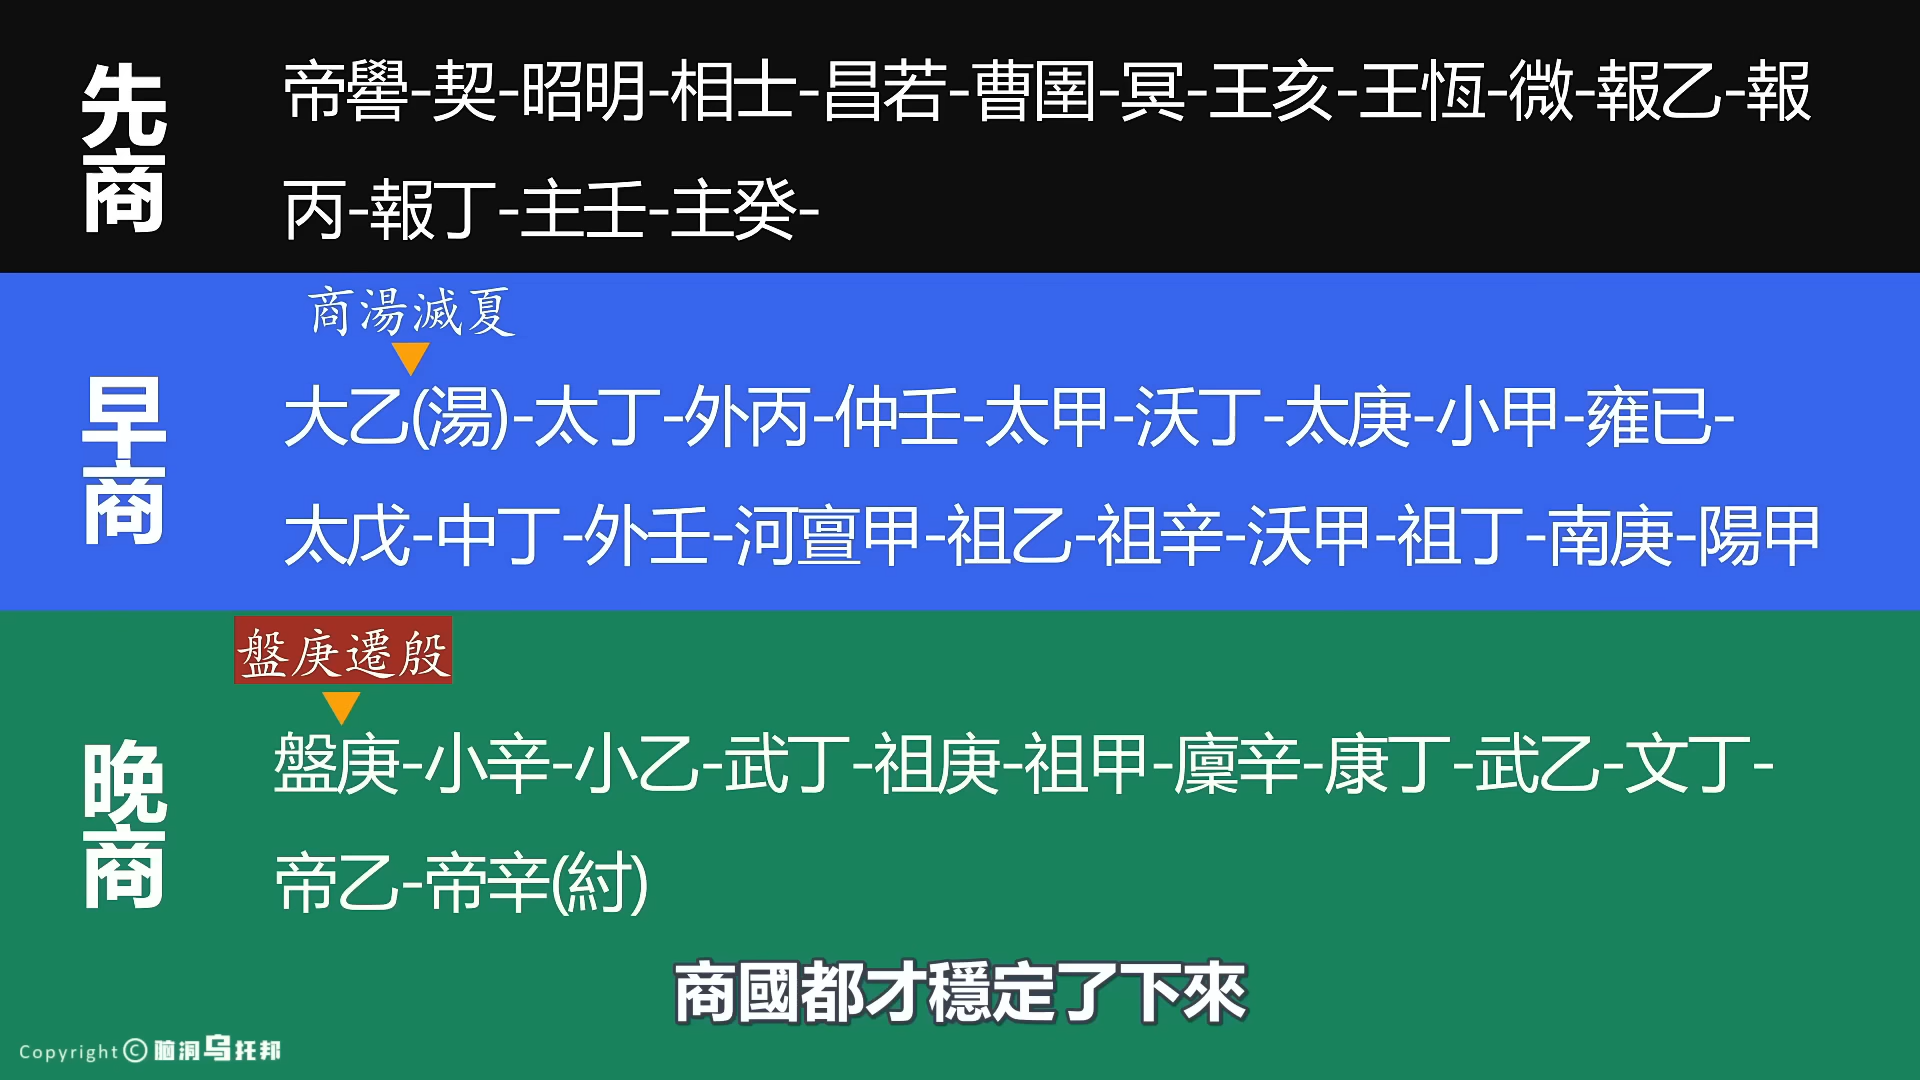 先商
帝嚳-契-昭明-相士-昌若-曹圉-冥-王亥-王恆-微-報乙-報
丙-報丁-主壬-主癸-
商湯滅夏
早商
大乙(湯)-太丁-外丙-仲壬-太甲-沃丁-太庚-小甲-雍已-
太戊-中丁-外壬-河亶甲-祖乙-祖辛-沃甲-祖丁-南庚-陽甲
盤庚遷殷
晚商
盤庚-小辛-小乙-武丁-祖庚-祖甲-廩辛-康丁-武乙-文丁-
帝乙-帝辛(紂)
商國都才穩定了下來
Copyright © 脑洞乌托邦